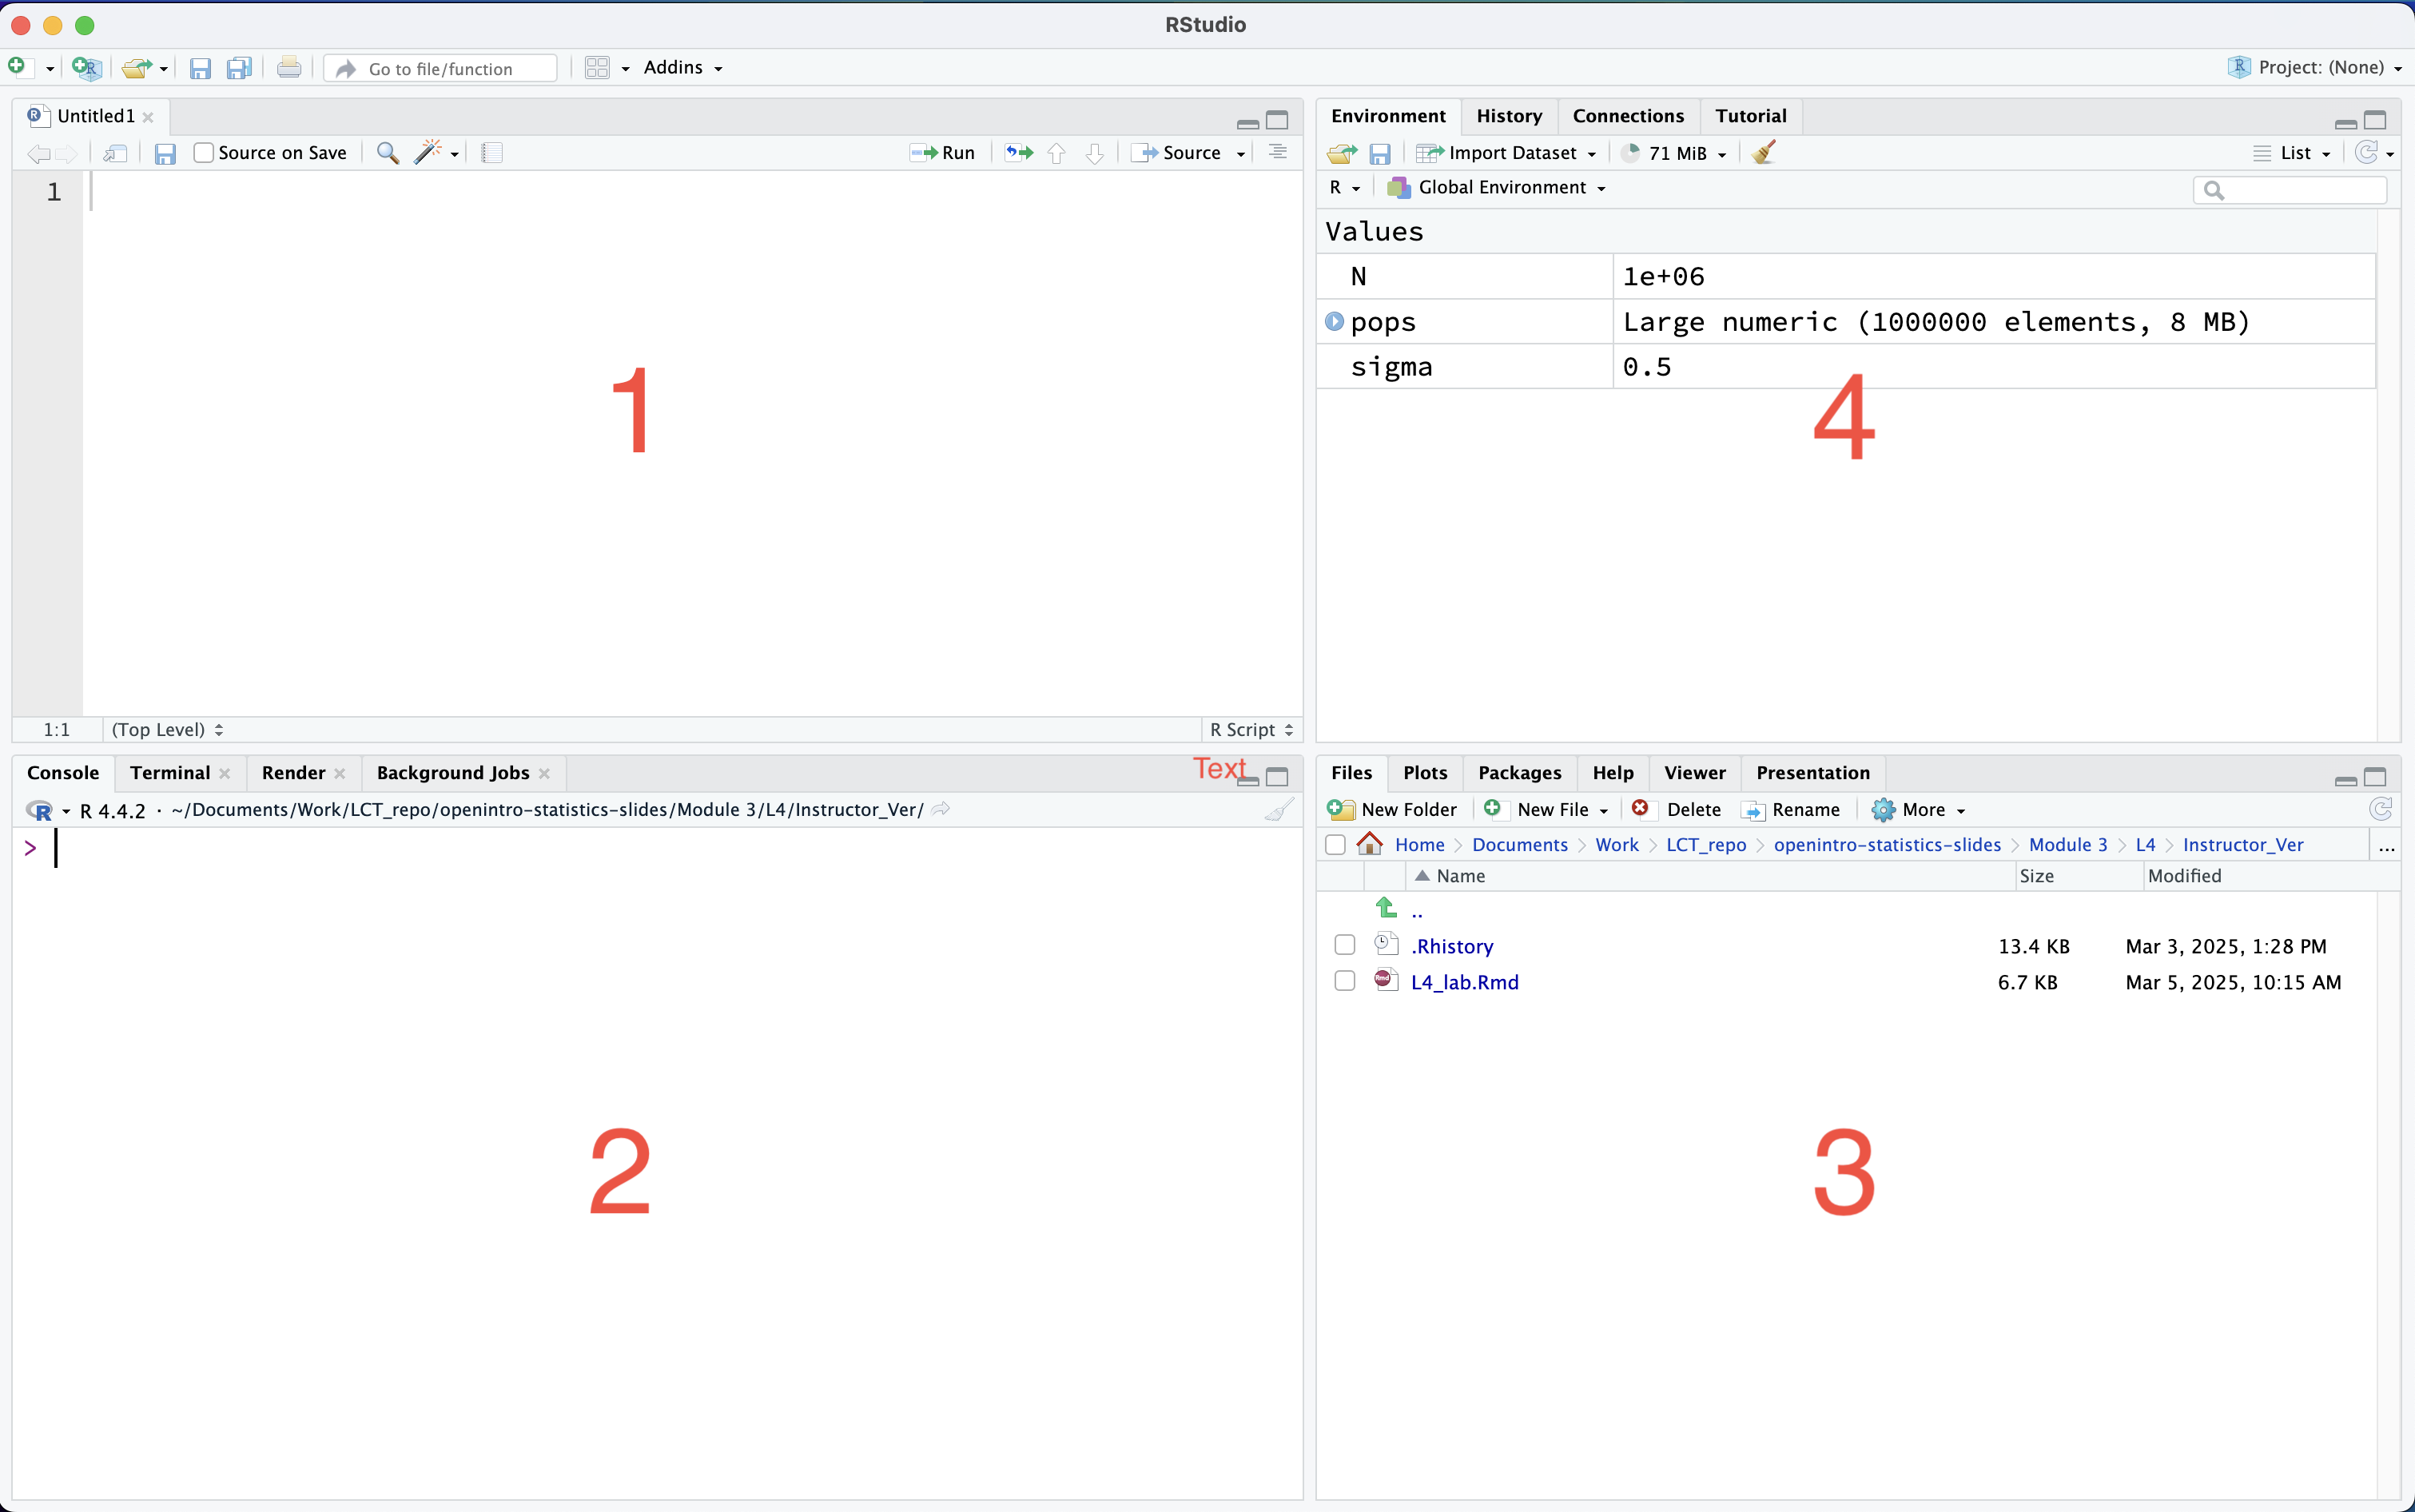 RStudio
Go to file/function Addins Project: (None)
Untitled1
Source on Save Run Source
1
1
1:1 (Top Level) R Script
Environment History Connections Tutorial
Import Dataset 71 MiB List
R Global Environment
Values
N 1e+06
pops Large numeric (1000000 elements, 8 MB)
sigma 0.5
4
Console Terminal Render Background Jobs Text
R 4.4.2 · ~/Documents/Work/LCT_repo/openintro-statistics-slides/Module 3/L4/Instructor_Ver/
>
2
Files Plots Packages Help Viewer Presentation
New Folder New File Delete Rename More
Home Documents Work LCT_repo openintro-statistics-slides Module 3 L4 Instructor_Ver ...
Name Size Modified
..
.Rhistory 13.4 KB Mar 3, 2025, 1:28 PM
L4_lab.Rmd 6.7 KB Mar 5, 2025, 10:15 AM
3